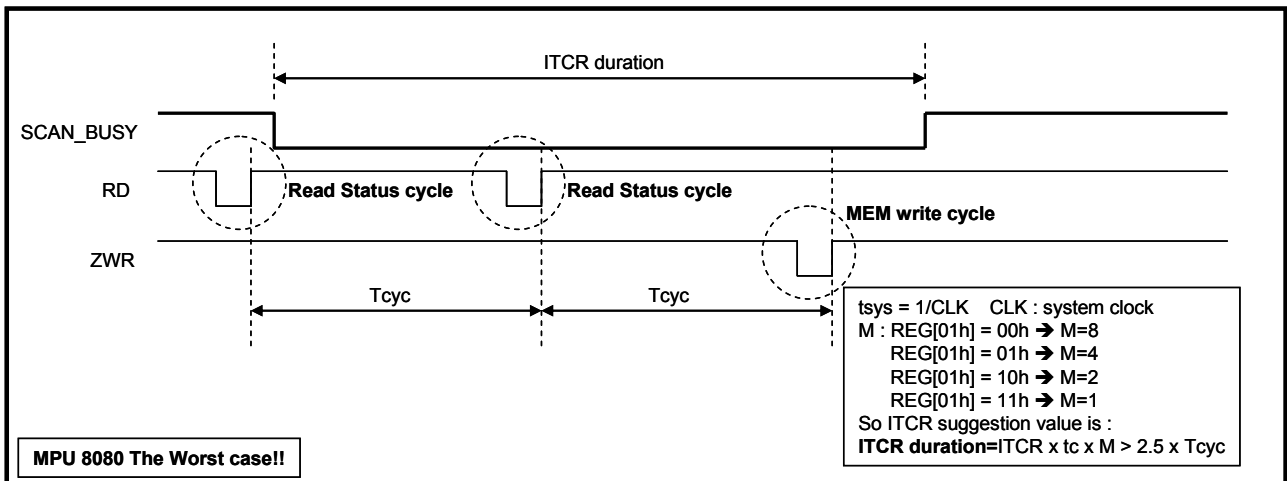 ITCR duration
SCAN_BUSY
RD
Read Status cycle
Read Status cycle
MEM write cycle
ZWR
Tcyc
Tcyc
tsys = 1/CLK CLK : system clock
M : REG[01h] = 00h ➔ M=8
REG[01h] = 01h ➔ M=4
REG[01h] = 10h ➔ M=2
REG[01h] = 11h ➔ M=1
So ITCR suggestion value is :
ITCR duration=ITCR x tc x M > 2.5 x Tcyc
MPU 8080 The Worst case!!